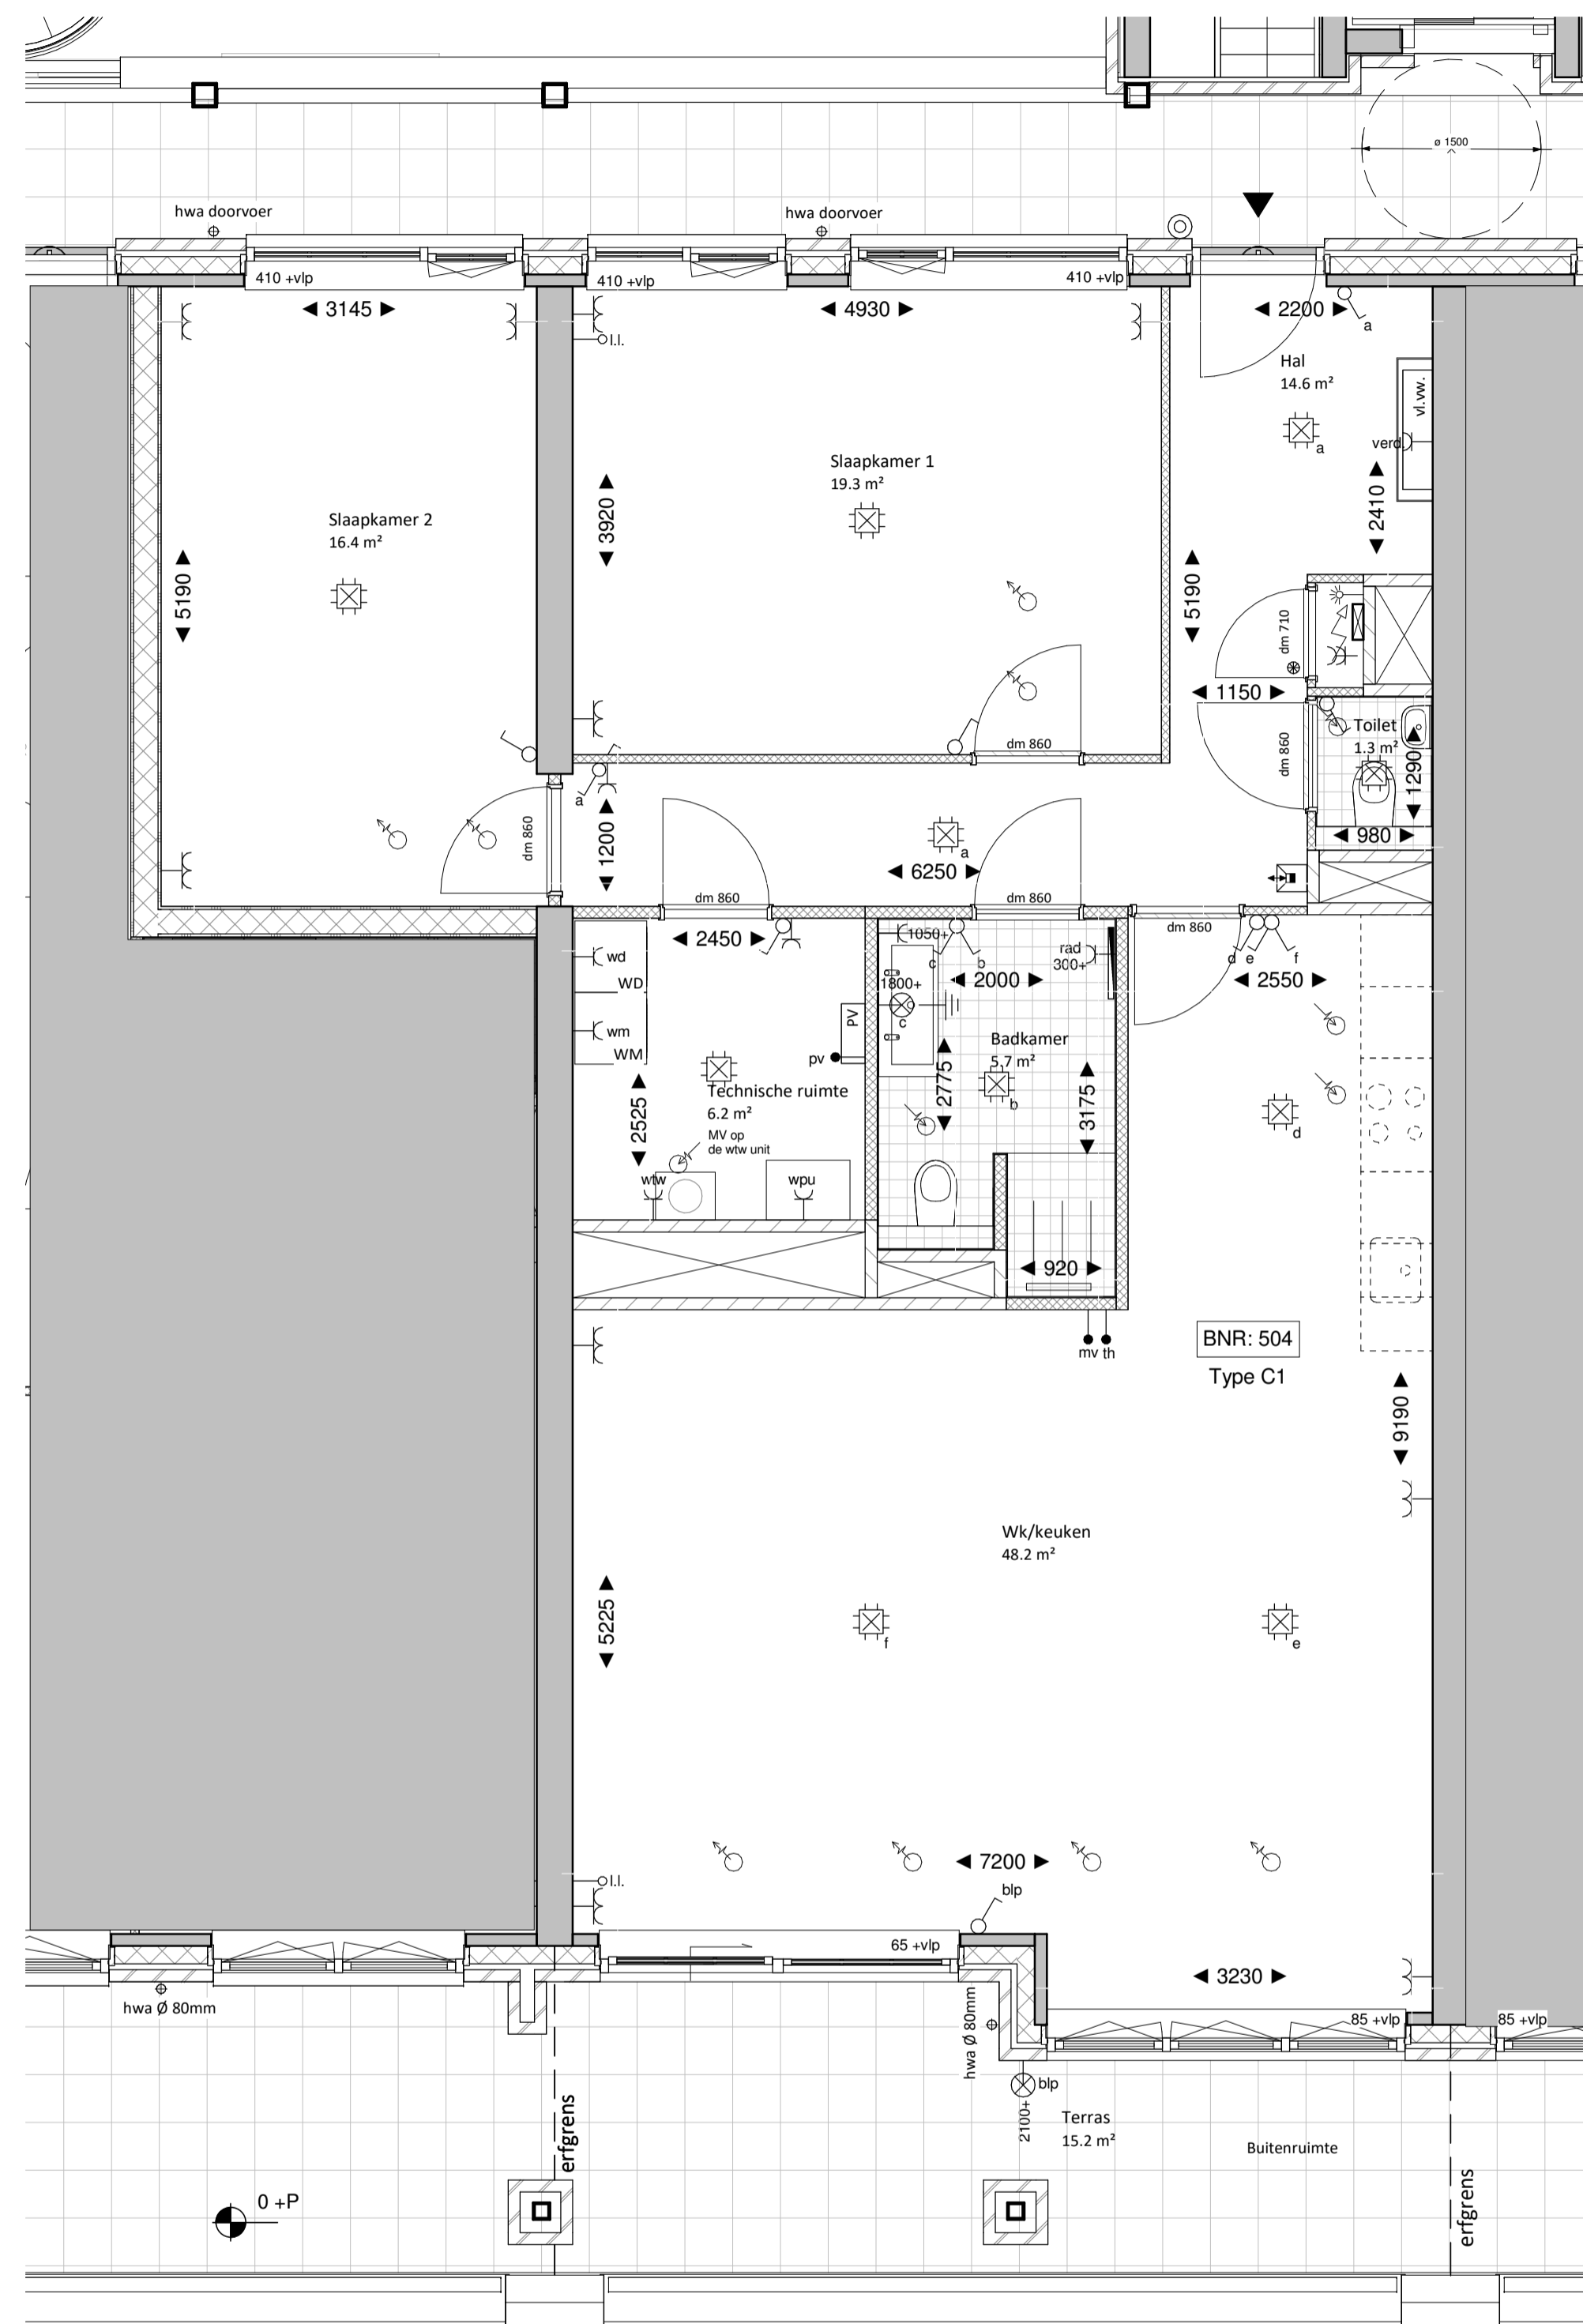 ø 1500
hwa doorvoer
hwa doorvoer
410 +vlp
410 +vlp
410 +vlp
3145
4930
2200
a
l.l.
Hal
14.6 m²
vl.vw.
a
verd.
Slaapkamer 1
19.3 m²
2410
3920
Slaapkamer 2
16.4 m²
5190
5190
dm 710
1150
Toilet
1.3 m²
dm 860
1290
dm 860
a
dm 860
1200
a
980
6250
dm 860
dm 860
dm 860
2450
1050+
c
b
rad
300+
d
e
f
wd
WD
1800+
2000
2550
c
PV
wm
WM
pv
Badkamer
5.7 m²
b
2775
3175
d
Technische ruimte
6.2 m²
MV op
de wtw unit
2525
wtw
wpu
920
mv
th
BNR: 504
Type C1
9190
Wk/keuken
48.2 m²
5225
f
e
7200
l.l.
blp
65 +vlp
3230
hwa Ø 80mm
hwa Ø 80mm
85 +vlp
85 +vlp
blp
2100+
Terras
15.2 m²
Buitenruimte
erfgrens
erfgrens
0 +P